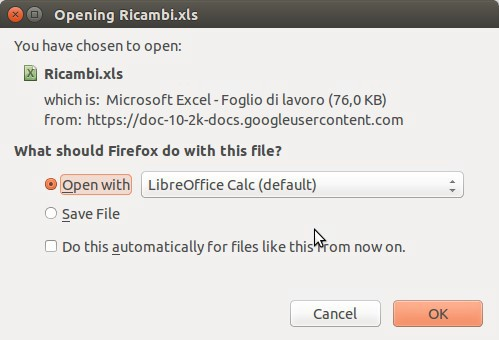 Opening Ricambi.xls
You have chosen to open:
Ricambi.xls
which is: Microsoft Excel - Foglio di lavoro (76,0 KB)
from: https://doc-10-2k-docs.googleusercontent.com
What should Firefox do with this file?
Open with LibreOffice Calc (default)
Save File
Do this automatically for files like this from now on.
Cancel OK